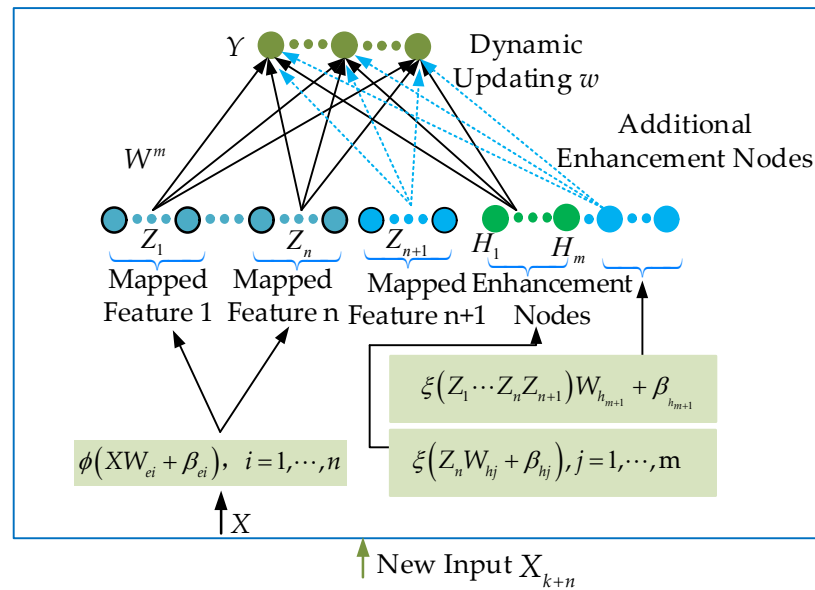 Y
Dynamic
Updating w
W^m
Additional
Enhancement Nodes
Z_1
Z_n
Z_{n+1}
H_1
H_m
Mapped
Feature 1
Mapped
Feature n
Mapped
Feature n+1
Enhancement
Nodes
ξ(Z_1⋯Z_nZ_{n+1})W_{h_{m+1}} + β_{h_{m+1}}
ϕ(XW_{ei} + β_{ei}), i = 1,⋯,n
ξ(Z_nW_{hj} + β_{hj}), j = 1,⋯,m
X
New Input X_{k+n}